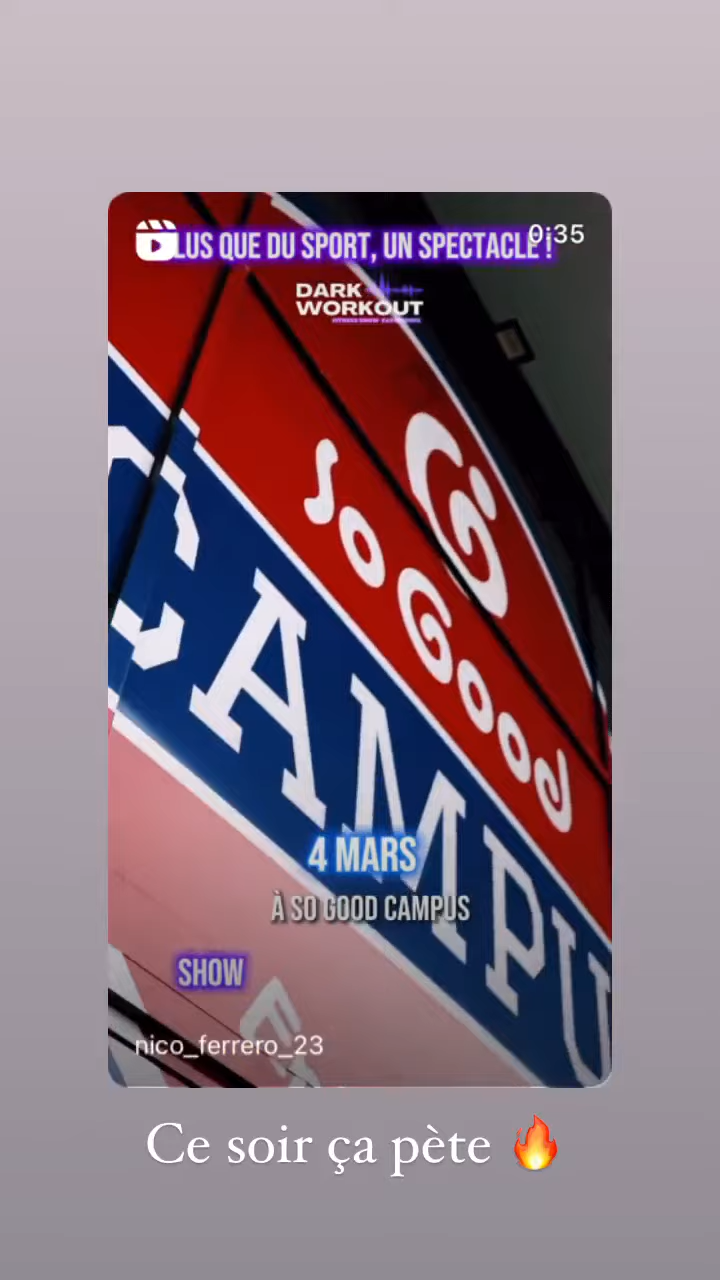 LUS QUE DU SPORT, UN SPECTACLE !
0:35
DARK
WORKOUT
So Good
CAMPU
4 MARS
À SO GOOD CAMPUS
SHOW
nico_ferrero_23
Ce soir ça pète 🔥